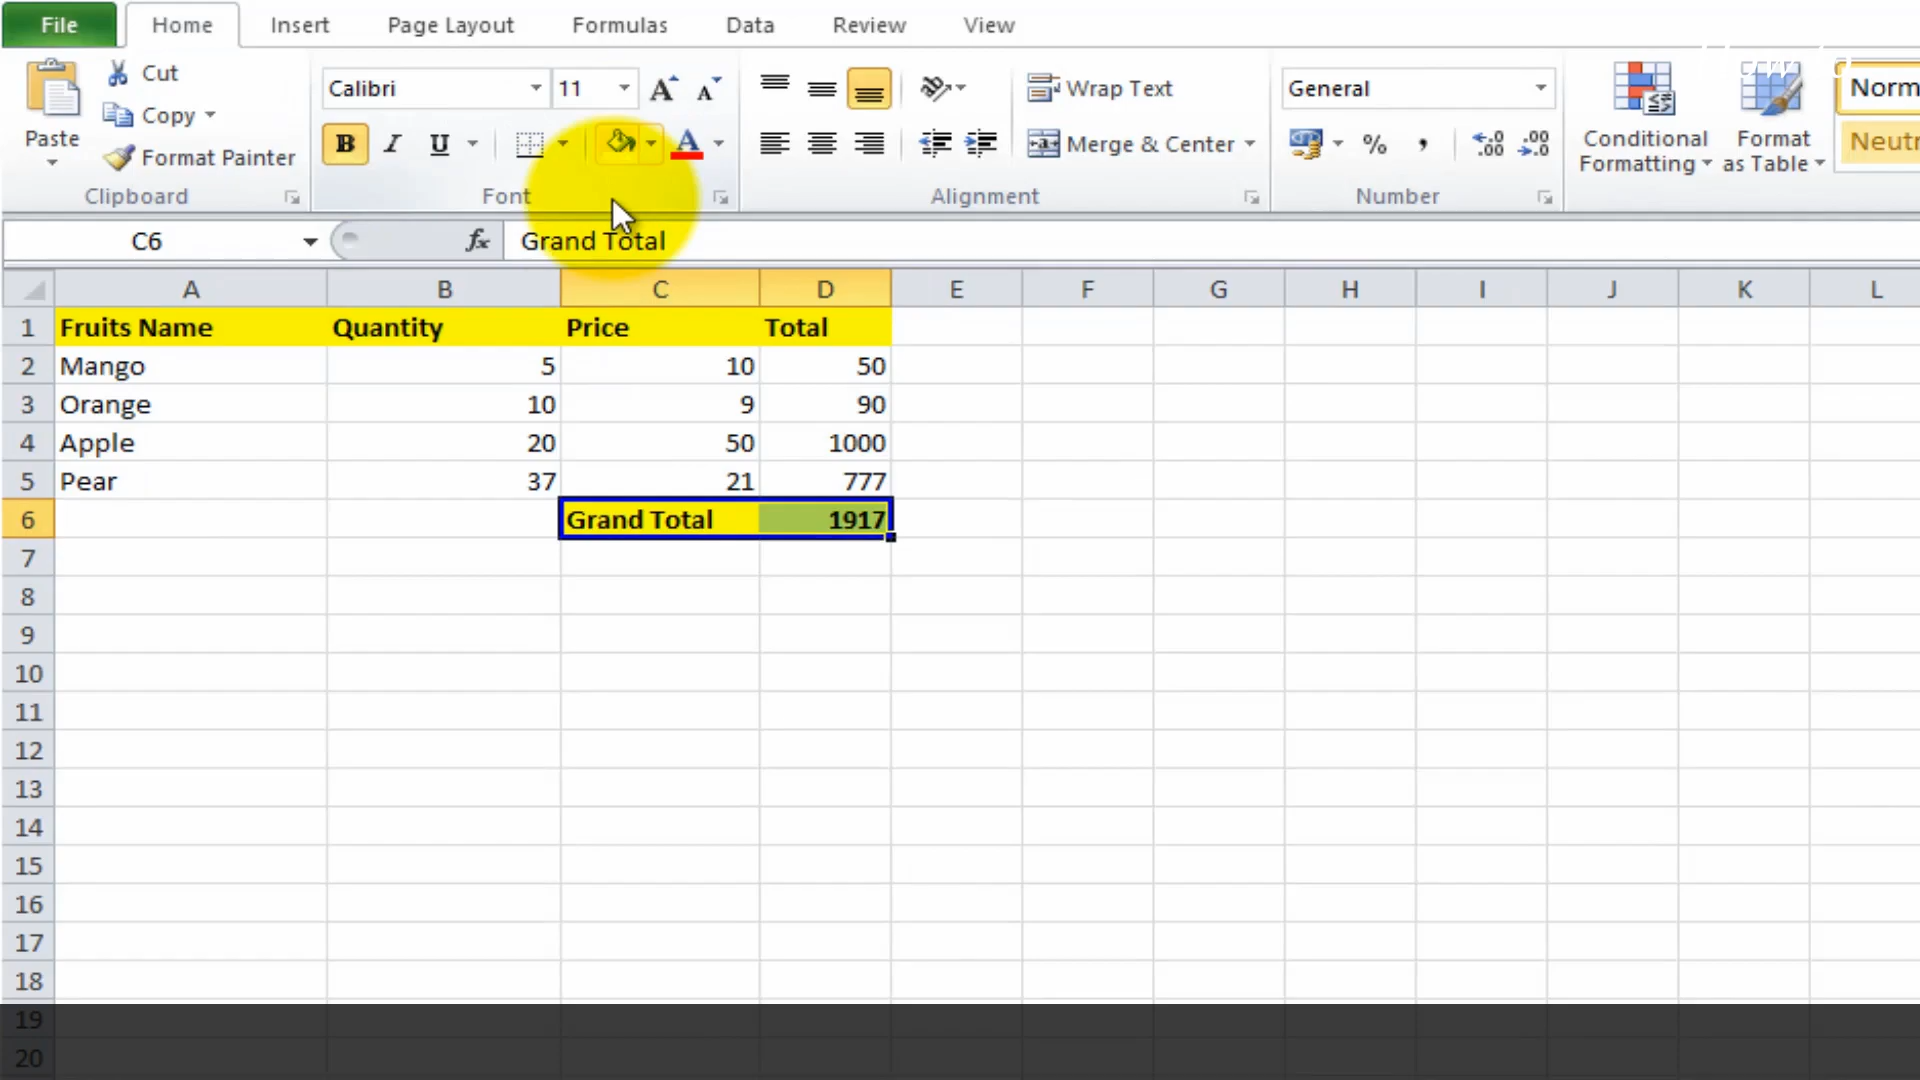 File Home Insert Page Layout Formulas Data Review View
Cut
Copy
Paste
Format Painter
Clipboard
Calibri 11
B I U A
Font
Wrap Text
Merge & Center
Alignment
General
% , .00 .00
Number
Conditional Formatting
Format as Table
Norm
Neutr
C6 fx Grand Total
A B C D E F G H I J K L
1 Fruits Name Quantity Price Total
2 Mango 5 10 50
3 Orange 10 9 90
4 Apple 20 50 1000
5 Pear 37 21 777
6 Grand Total 1917
7
8
9
10
11
12
13
14
15
16
17
18
19
20